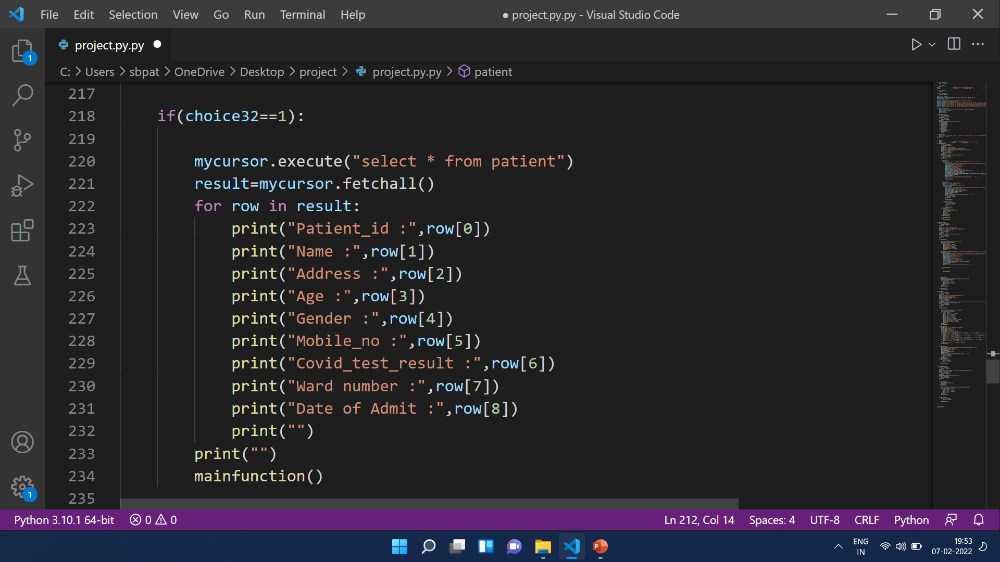 File Edit Selection View Go Run Terminal Help
● project.py.py - Visual Studio Code
project.py.py ●
C: > Users > sbpat > OneDrive > Desktop > project > project.py.py > patient
217
218 if(choice32==1):
219
220 mycursor.execute("select * from patient")
221 result=mycursor.fetchall()
222 for row in result:
223 print("Patient_id :",row[0])
224 print("Name :",row[1])
225 print("Address :",row[2])
226 print("Age :",row[3])
227 print("Gender :",row[4])
228 print("Mobile_no :",row[5])
229 print("Covid_test_result :",row[6])
230 print("Ward number :",row[7])
231 print("Date of Admit :",row[8])
232 print("")
233 print("")
234 mainfunction()
235
1
1
Python 3.10.1 64-bit 0 0 Ln 212, Col 14 Spaces: 4 UTF-8 CRLF Python
P
ENG
IN
19:53
07-02-2022